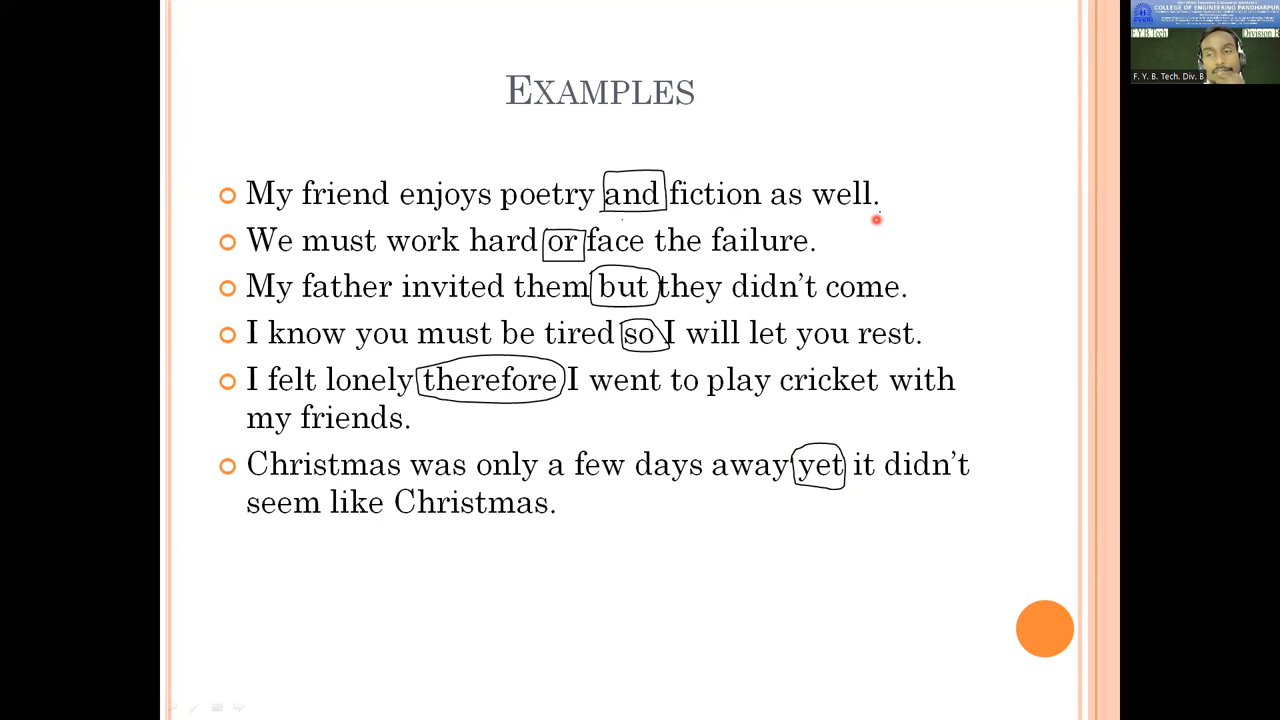 COLLEGE OF ENGINEERING PANDHARPUR
F.Y.B.Tech Division B
F. Y. B. Tech. Div. B
EXAMPLES
My friend enjoys poetry and fiction as well.
We must work hard or face the failure.
My father invited them but they didn't come.
I know you must be tired so I will let you rest.
I felt lonely therefore I went to play cricket with
my friends.
Christmas was only a few days away yet it didn't
seem like Christmas.